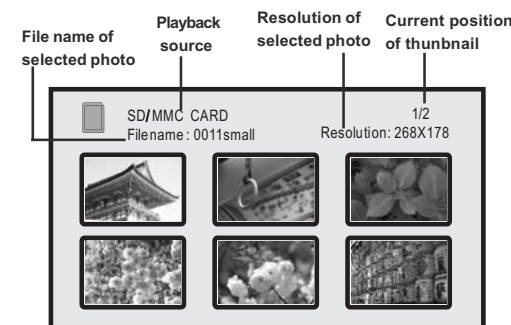 File name of
selected photo
Playback
source
Resolution of
selected photo
Current position
of thunbnail
SD/MMC CARD
1/2
Filename: 0011small
Resolution: 268X178